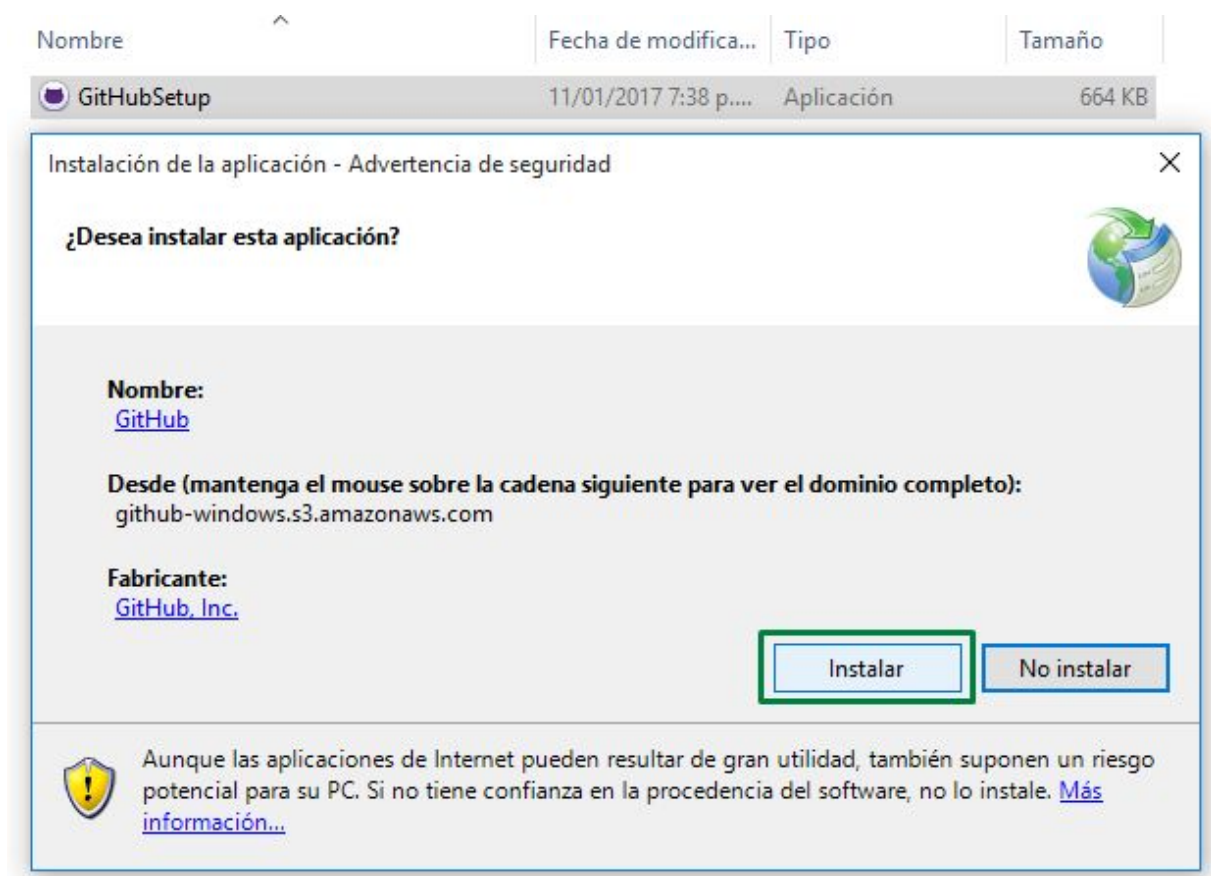 Nombre Fecha de modifica... Tipo Tamaño
GitHubSetup 11/01/2017 7:38 p.... Aplicación 664 KB
Instalación de la aplicación - Advertencia de seguridad
¿Desea instalar esta aplicación?
Nombre:
GitHub
Desde (mantenga el mouse sobre la cadena siguiente para ver el dominio completo):
github-windows.s3.amazonaws.com
Fabricante:
GitHub, Inc.
Instalar No instalar
Aunque las aplicaciones de Internet pueden resultar de gran utilidad, también suponen un riesgo
potencial para su PC. Si no tiene confianza en la procedencia del software, no lo instale. Más
información...